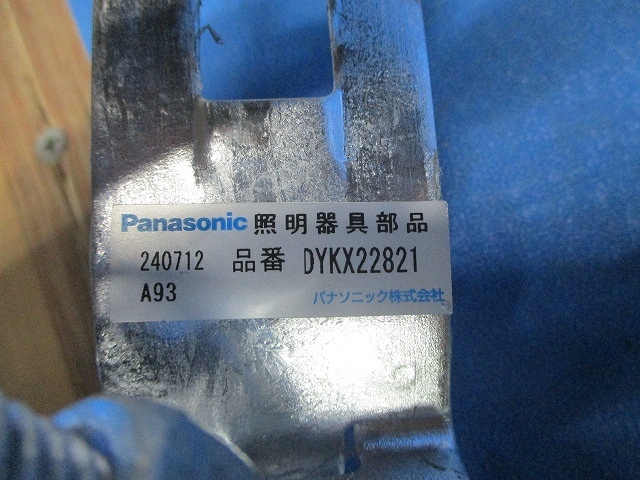 Panasonic 照明器具部品
240712 品番 DYKX22821
A93 パナソニック株式会社